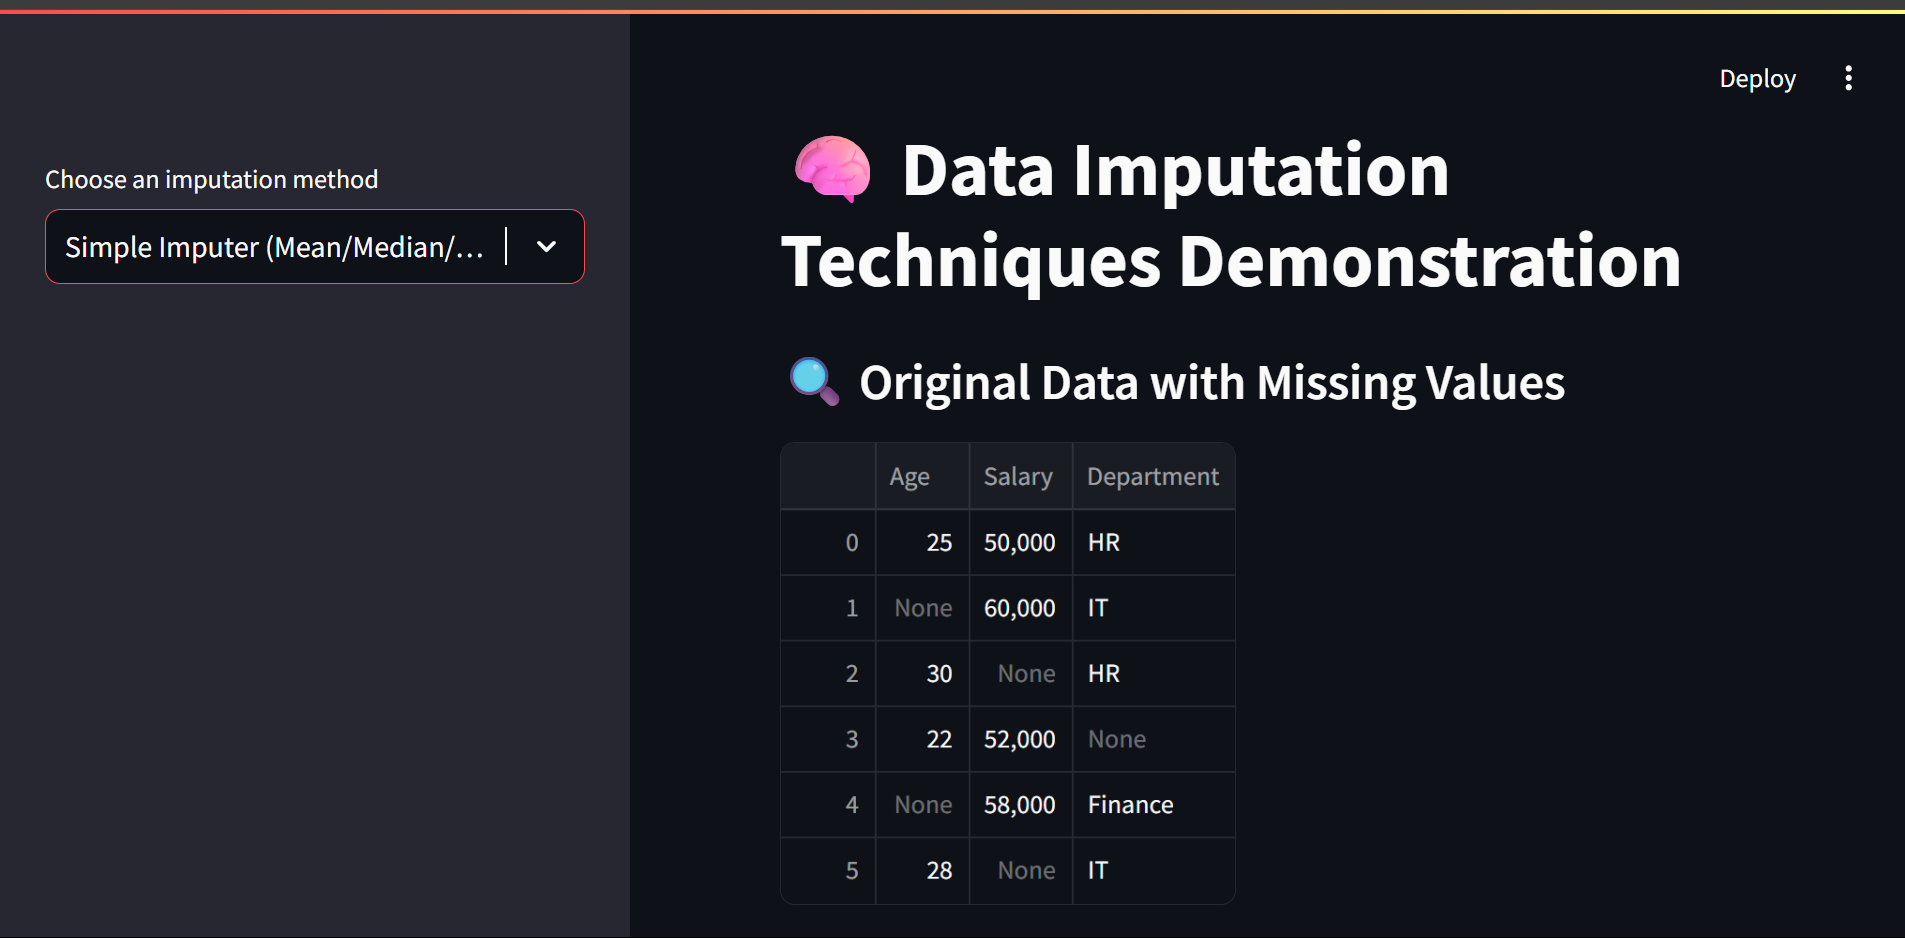 Deploy
Choose an imputation method
Simple Imputer (Mean/Median/...
Data Imputation
Techniques Demonstration
Original Data with Missing Values
Age Salary Department
0 25 50,000 HR
1 None 60,000 IT
2 30 None HR
3 22 52,000 None
4 None 58,000 Finance
5 28 None IT